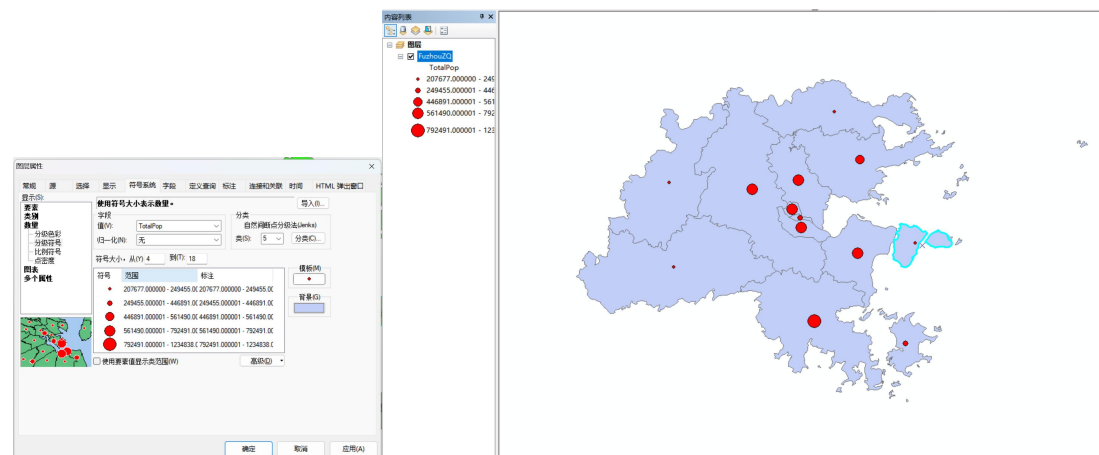 内容列表
图层
FuzhouZQ
TotalPop
207677.000000 - 249
249455.000001 - 446
446891.000001 - 561
561490.000001 - 792
792491.000001 - 123
图层属性
常规 源 选择 显示 符号系统 字段 定义查询 标注 连接和关联 时间 HTML 弹出窗口
显示(S):
要素
类别
数量
分级色彩
分级符号
比例符号
点密度
图表
多个属性
使用符号大小表示数量。
导入(I)...
字段
值(V): TotalPop
归一化(N): 无
分类
自然间断点分级法(Jenks)
类(S): 5 分类(C)...
符号大小: 从(Y) 4 到(T): 18
符号 范围 标注
207677.000000 - 249455.00 207677.000000 - 249455.00
249455.000001 - 446891.00 249455.000001 - 446891.00
446891.000001 - 561490.00 446891.000001 - 561490.00
561490.000001 - 792491.00 561490.000001 - 792491.00
792491.000001 - 1234838.0 792491.000001 - 1234838.0
模板(M)
背景(G)
使用要素值显示类范围(W)
高级(D)
确定 取消 应用(A)